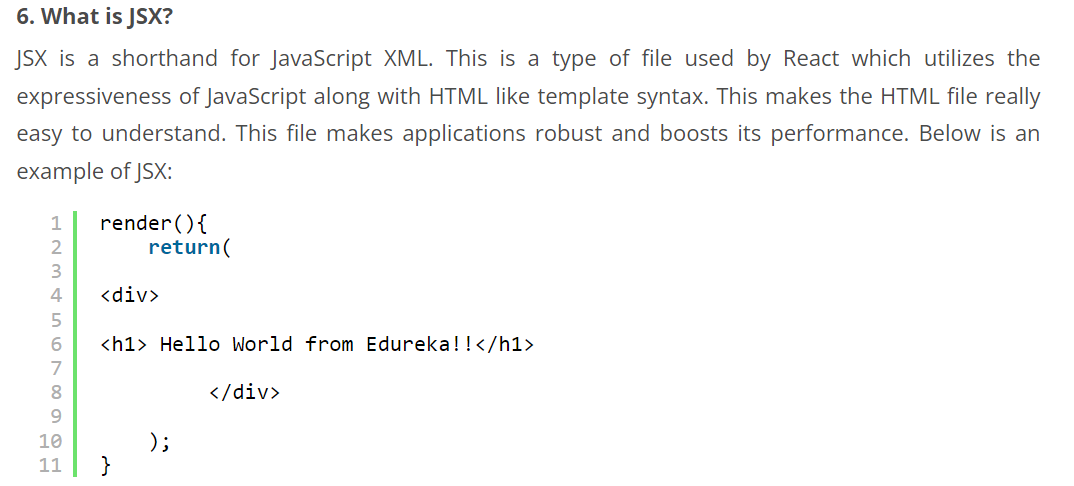 6. What is JSX?
JSX is a shorthand for JavaScript XML. This is a type of file used by React which utilizes the
expressiveness of JavaScript along with HTML like template syntax. This makes the HTML file really
easy to understand. This file makes applications robust and boosts its performance. Below is an
example of JSX:
1 render(){
2 return(
3
4 <div>
5
6 <h1> Hello World from Edureka!!</h1>
7
8 </div>
9
10 );
11 }